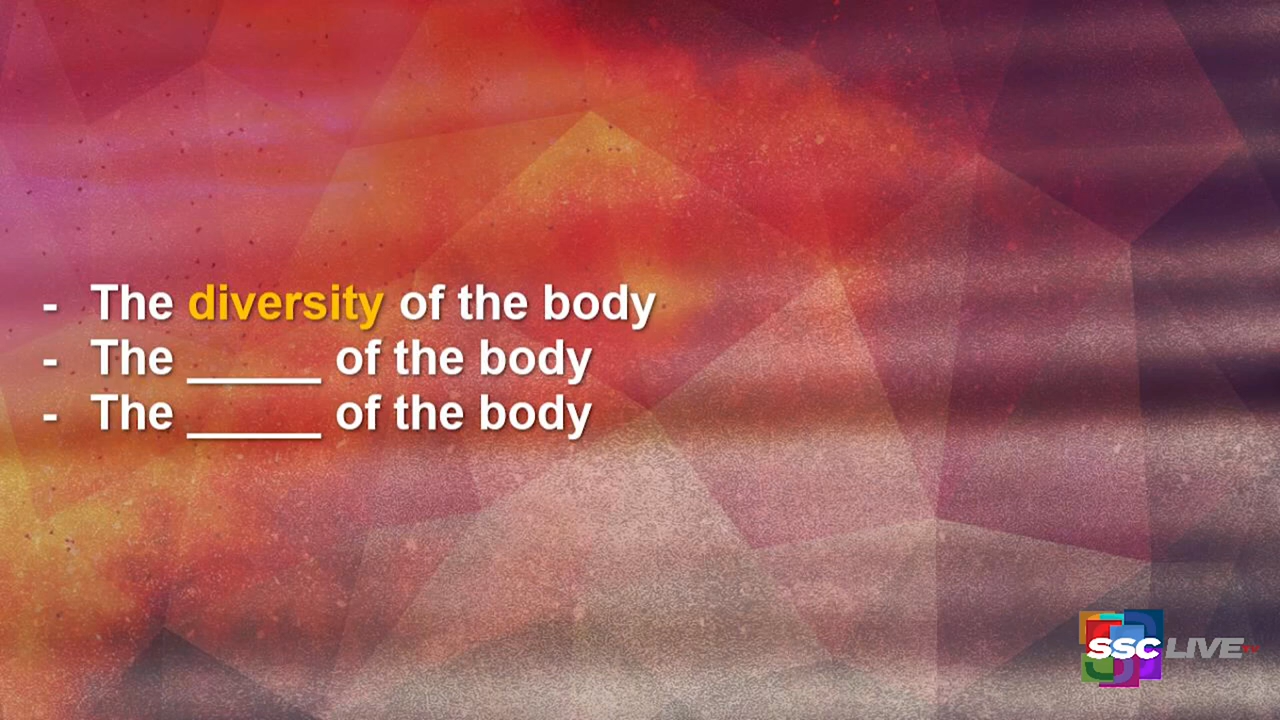 - The diversity of the body
- The _____ of the body
- The _____ of the body
SSC LIVE